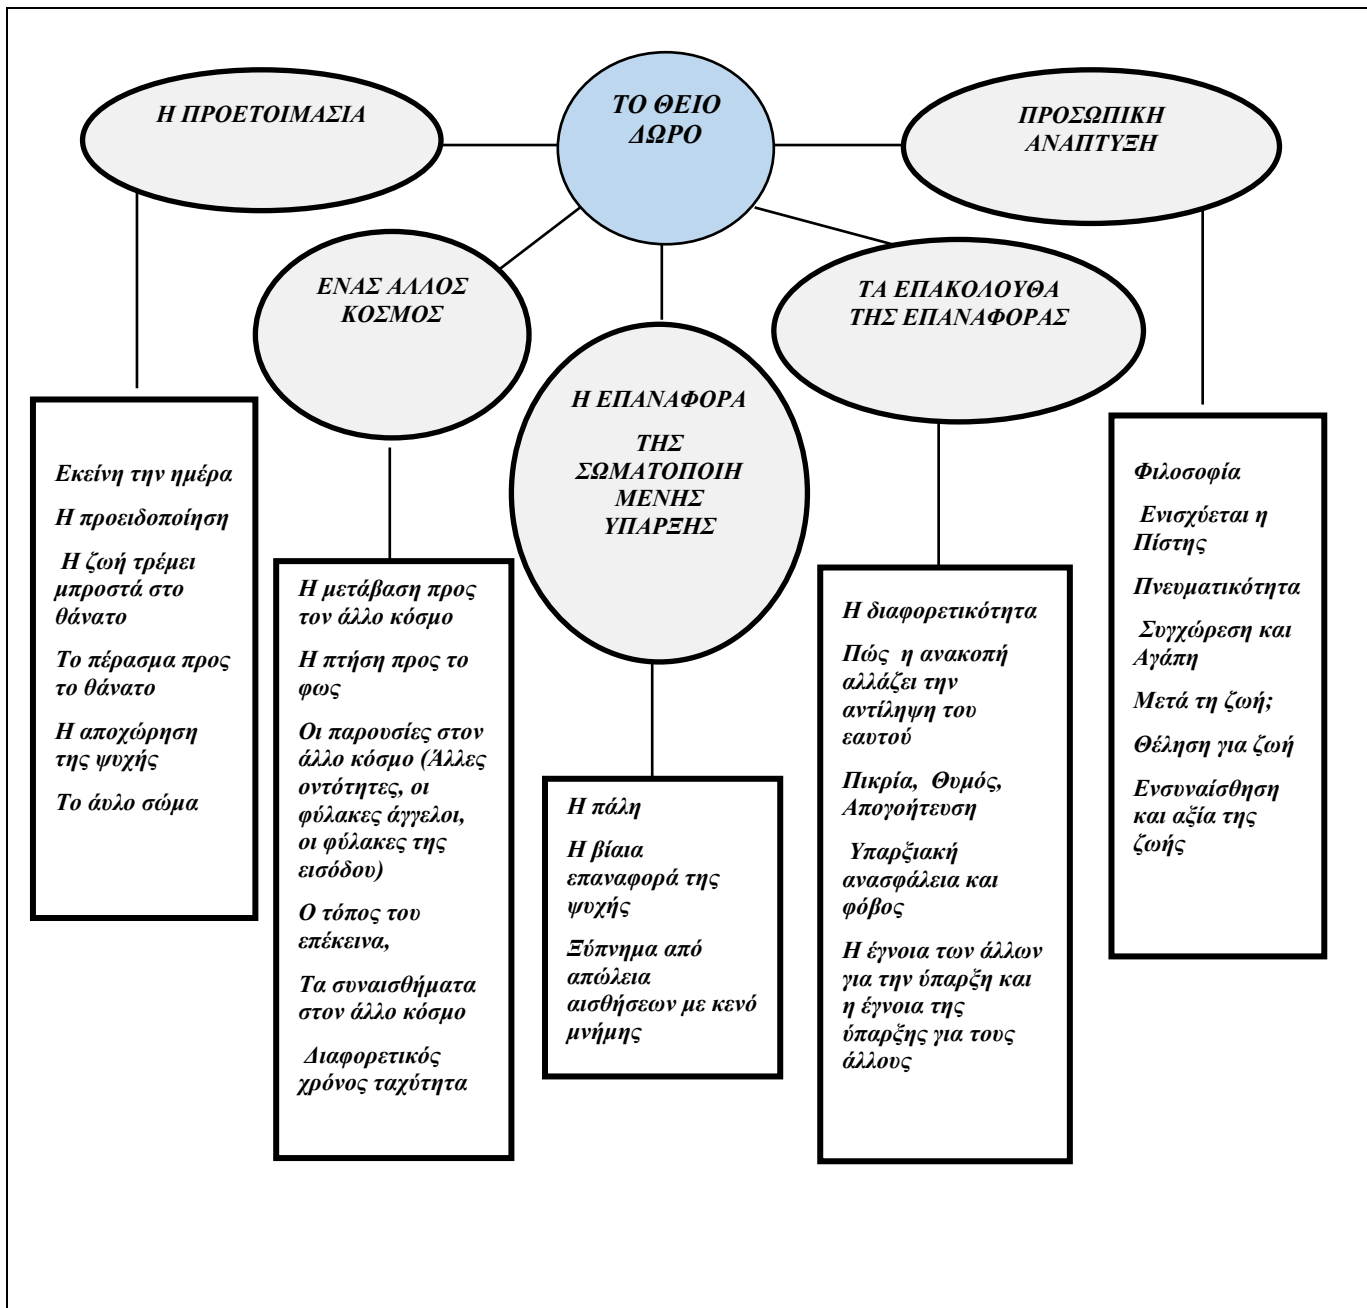 Η ΠΡΟΕΤΟΙΜΑΣΙΑ
ΤΟ ΘΕΙΟ
ΔΩΡΟ
ΠΡΟΣΩΠΙΚΗ
ΑΝΑΠΤΥΞΗ
ΕΝΑΣ ΑΛΛΟΣ
ΚΟΣΜΟΣ
ΤΑ ΕΠΑΚΟΛΟΥΘΑ
ΤΗΣ ΕΠΑΝΑΦΟΡΑΣ
Η ΕΠΑΝΑΦΟΡΑ
ΤΗΣ
ΣΩΜΑΤΟΠΟΙΗ
ΜΕΝΗΣ
ΥΠΑΡΞΗΣ
Εκείνη την ημέρα
Η προειδοποίηση
Η ζωή τρέμει
μπροστά στο
θάνατο
Το πέρασμα προς
το θάνατο
Η αποχώρηση
της ψυχής
Το άυλο σώμα
Η μετάβαση προς
τον άλλο κόσμο
Η πτήση προς το
φως
Οι παρουσίες στον
άλλο κόσμο (Άλλες
οντότητες, οι
φύλακες άγγελοι,
οι φύλακες της
εισόδου)
Ο τόπος του
επέκεινα,
Τα συναισθήματα
στον άλλο κόσμο
Διαφορετικός
χρόνος ταχύτητα
Η πάλη
Η βίαια
επαναφορά της
ψυχής
Ξύπνημα από
απώλεια
αισθήσεων με κενό
μνήμης
Η διαφορετικότητα
Πώς η ανακοπή
αλλάζει την
αντίληψη του
εαυτού
Πικρία, Θυμός,
Απογοήτευση
Υπαρξιακή
ανασφάλεια και
φόβος
Η έγνοια των άλλων
για την ύπαρξη και
η έγνοια της
ύπαρξης για τους
άλλους
Φιλοσοφία
Ενισχύεται η
Πίστης
Πνευματικότητα
Συγχώρεση και
Αγάπη
Μετά τη ζωή;
Θέληση για ζωή
Ενσυναίσθηση
και αξία της
ζωής